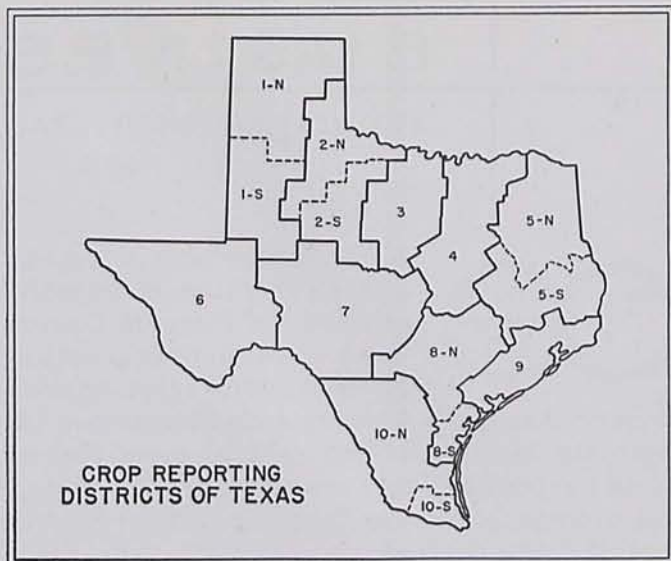 1-N
2-N
1-S
2-S
3
4
5-N
5-S
6
7
8-N
9
10-N
8-S
10-S
CROP REPORTING
DISTRICTS OF TEXAS